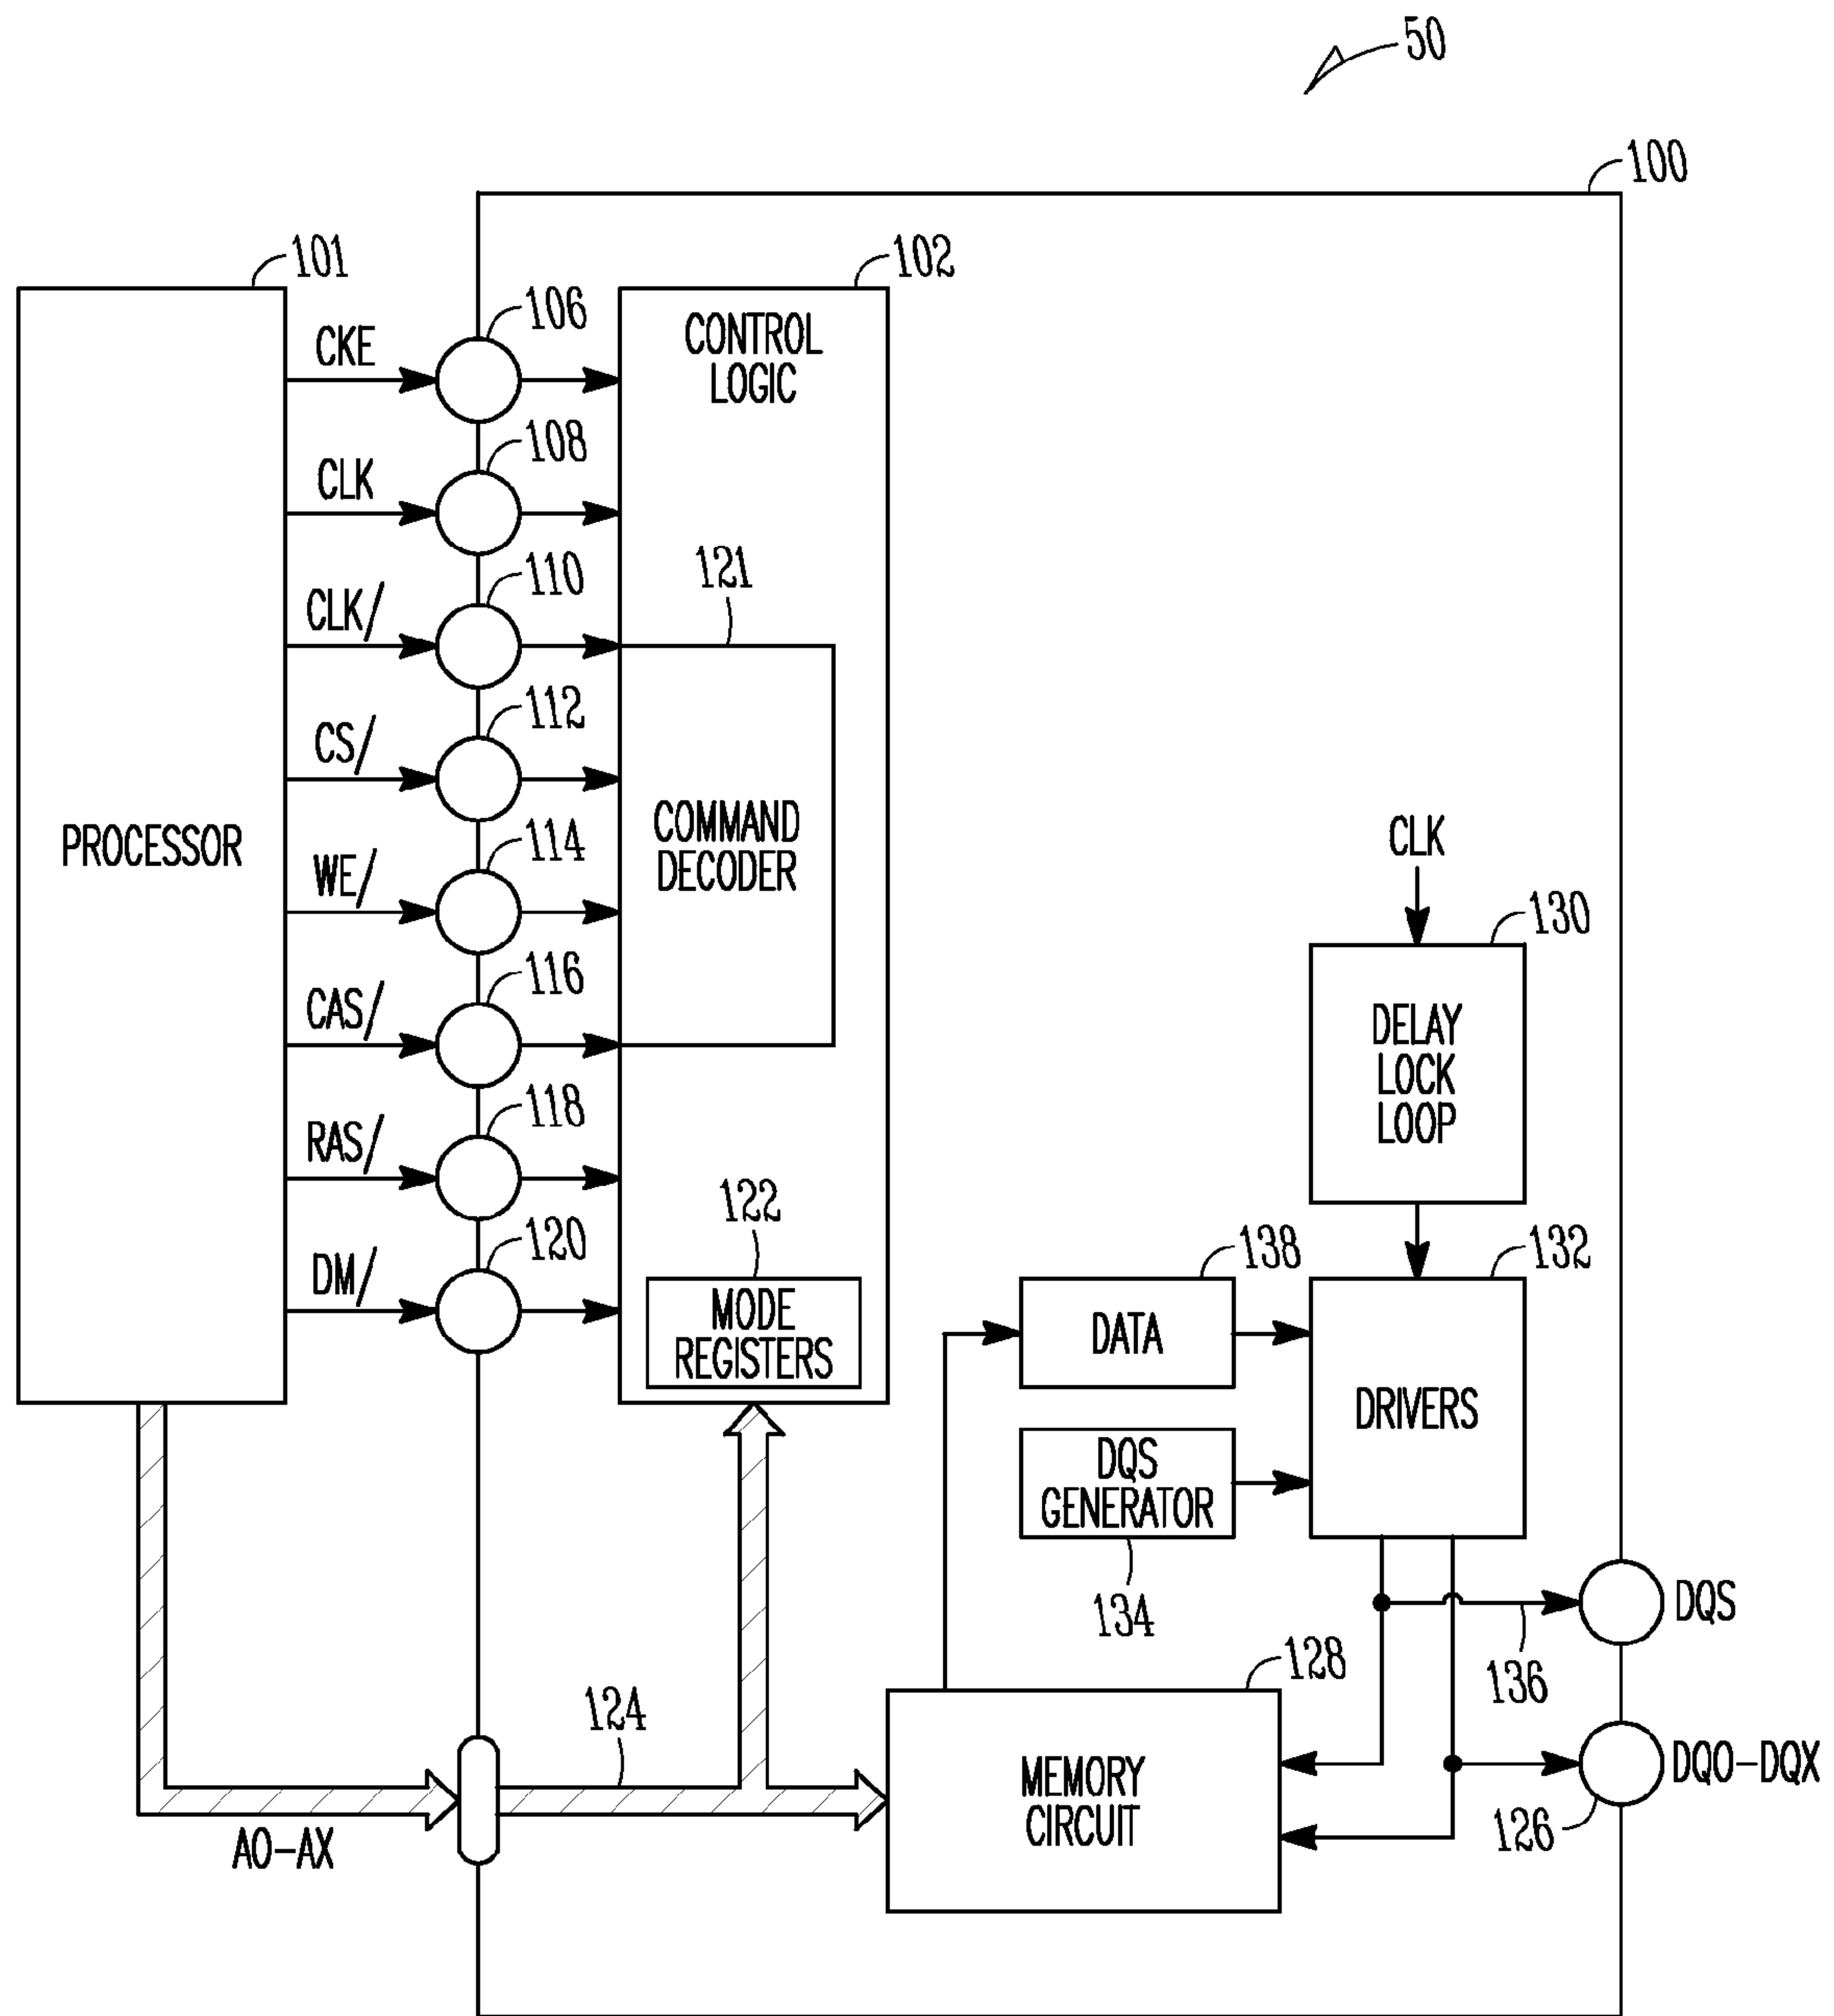 50
100
101
102
106
CKE
CONTROL
LOGIC
108
CLK
110
121
CLK/
112
CS/
PROCESSOR
114
WE/
COMMAND
DECODER
CLK
130
116
CAS/
DELAY
LOCK
LOOP
118
RAS/
122
120
138
132
DM/
MODE
REGISTERS
DATA
DRIVERS
DQS
GENERATOR
134
DQS
136
128
124
MEMORY
CIRCUIT
DQ0-DQX
126
A0-AX